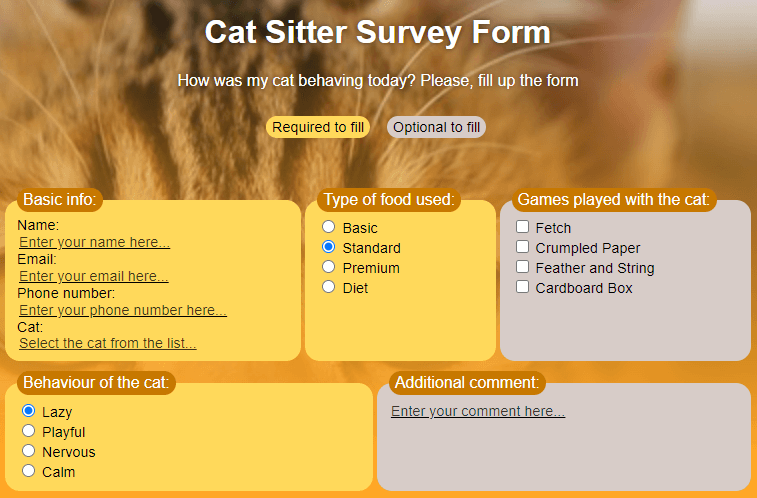 Cat Sitter Survey Form
How was my cat behaving today? Please, fill up the form
Required to fill
Optional to fill
Basic info:
Name:
Enter your name here...
Email:
Enter your email here...
Phone number:
Enter your phone number here...
Cat:
Select the cat from the list...
Type of food used:
Basic
Standard
Premium
Diet
Games played with the cat:
Fetch
Crumpled Paper
Feather and String
Cardboard Box
Behaviour of the cat:
Lazy
Playful
Nervous
Calm
Additional comment:
Enter your comment here...